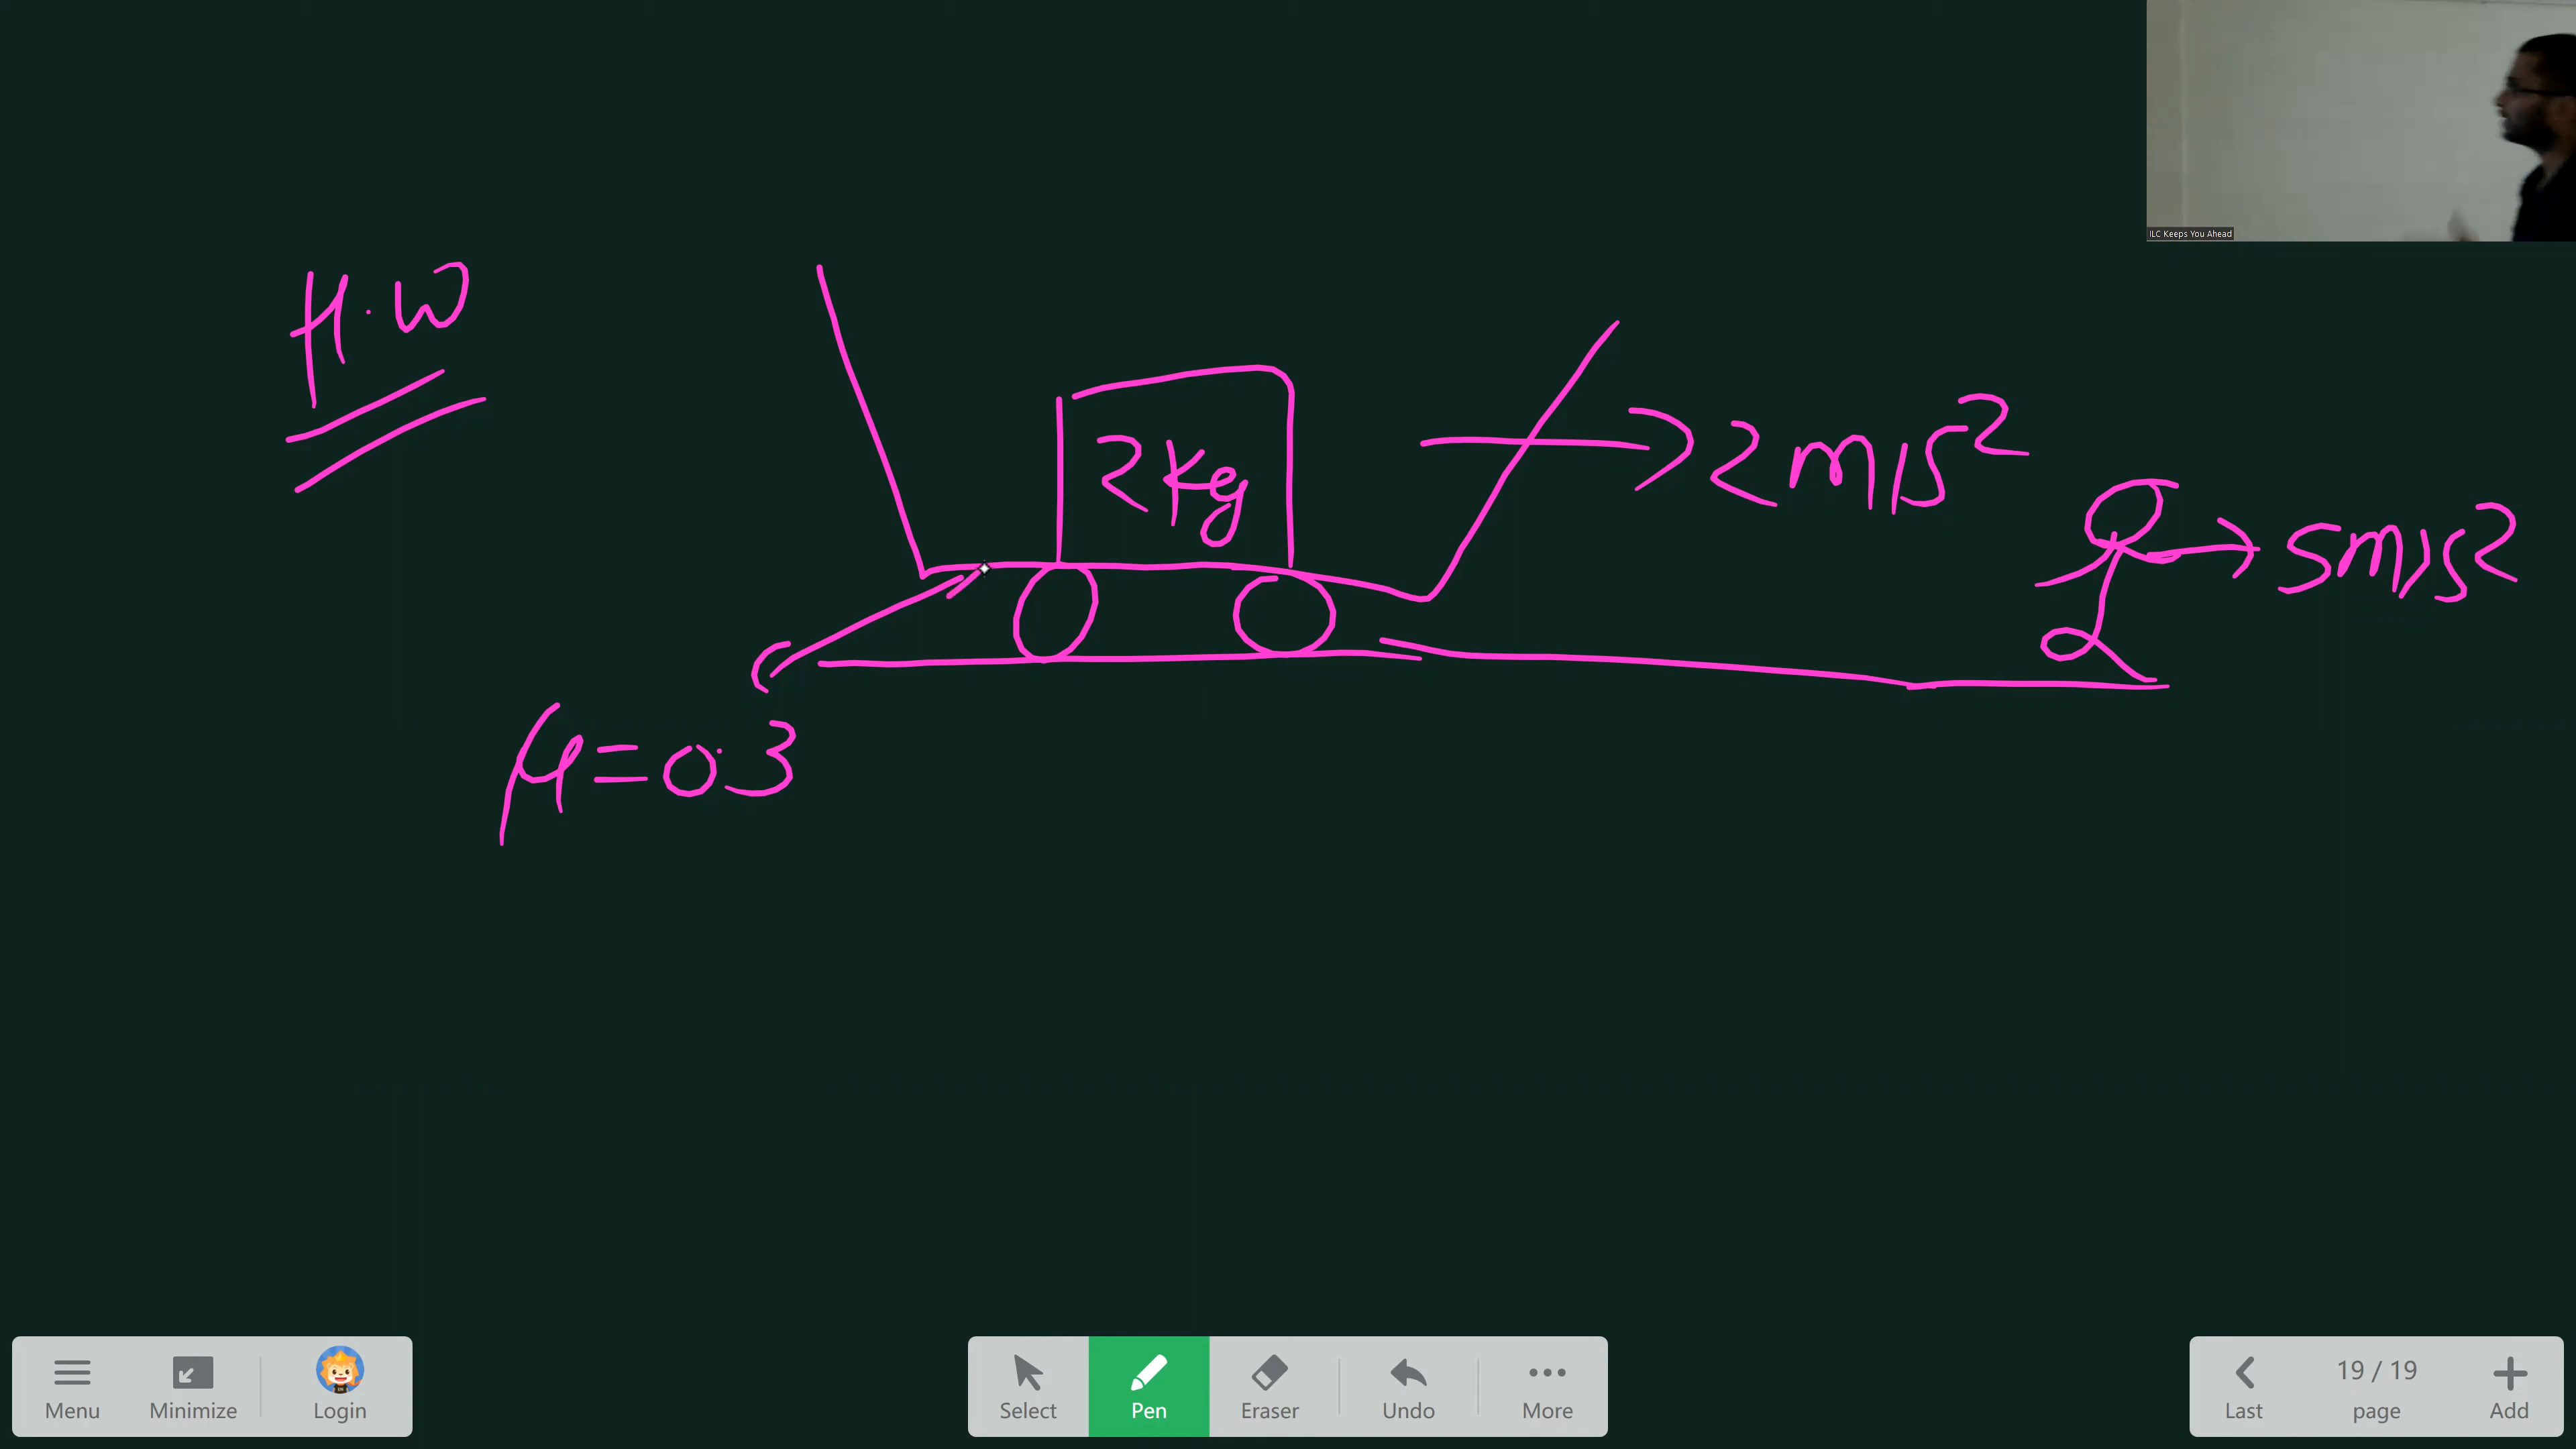 ILC Keeps You Ahead
H.W
2kg
2m/s2
5m/s2
μ=0.3
Menu
Minimize
Login
Select
Pen
Eraser
Undo
More
Last
19 / 19
page
Add